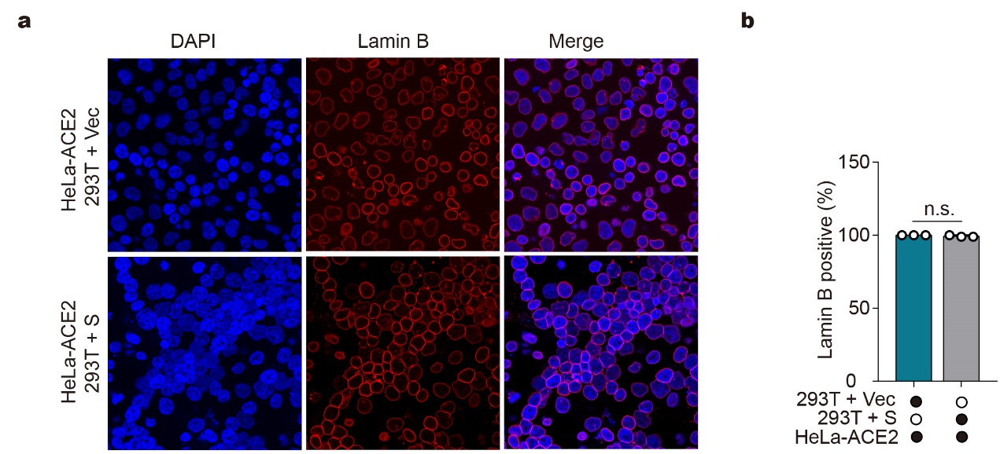 a
DAPI
Lamin B
Merge
HeLa-ACE2
293T + Vec
HeLa-ACE2
293T + S
b
Lamin B positive (%)
150
100
50
0
n.s.
293T + Vec
293T + S
HeLa-ACE2